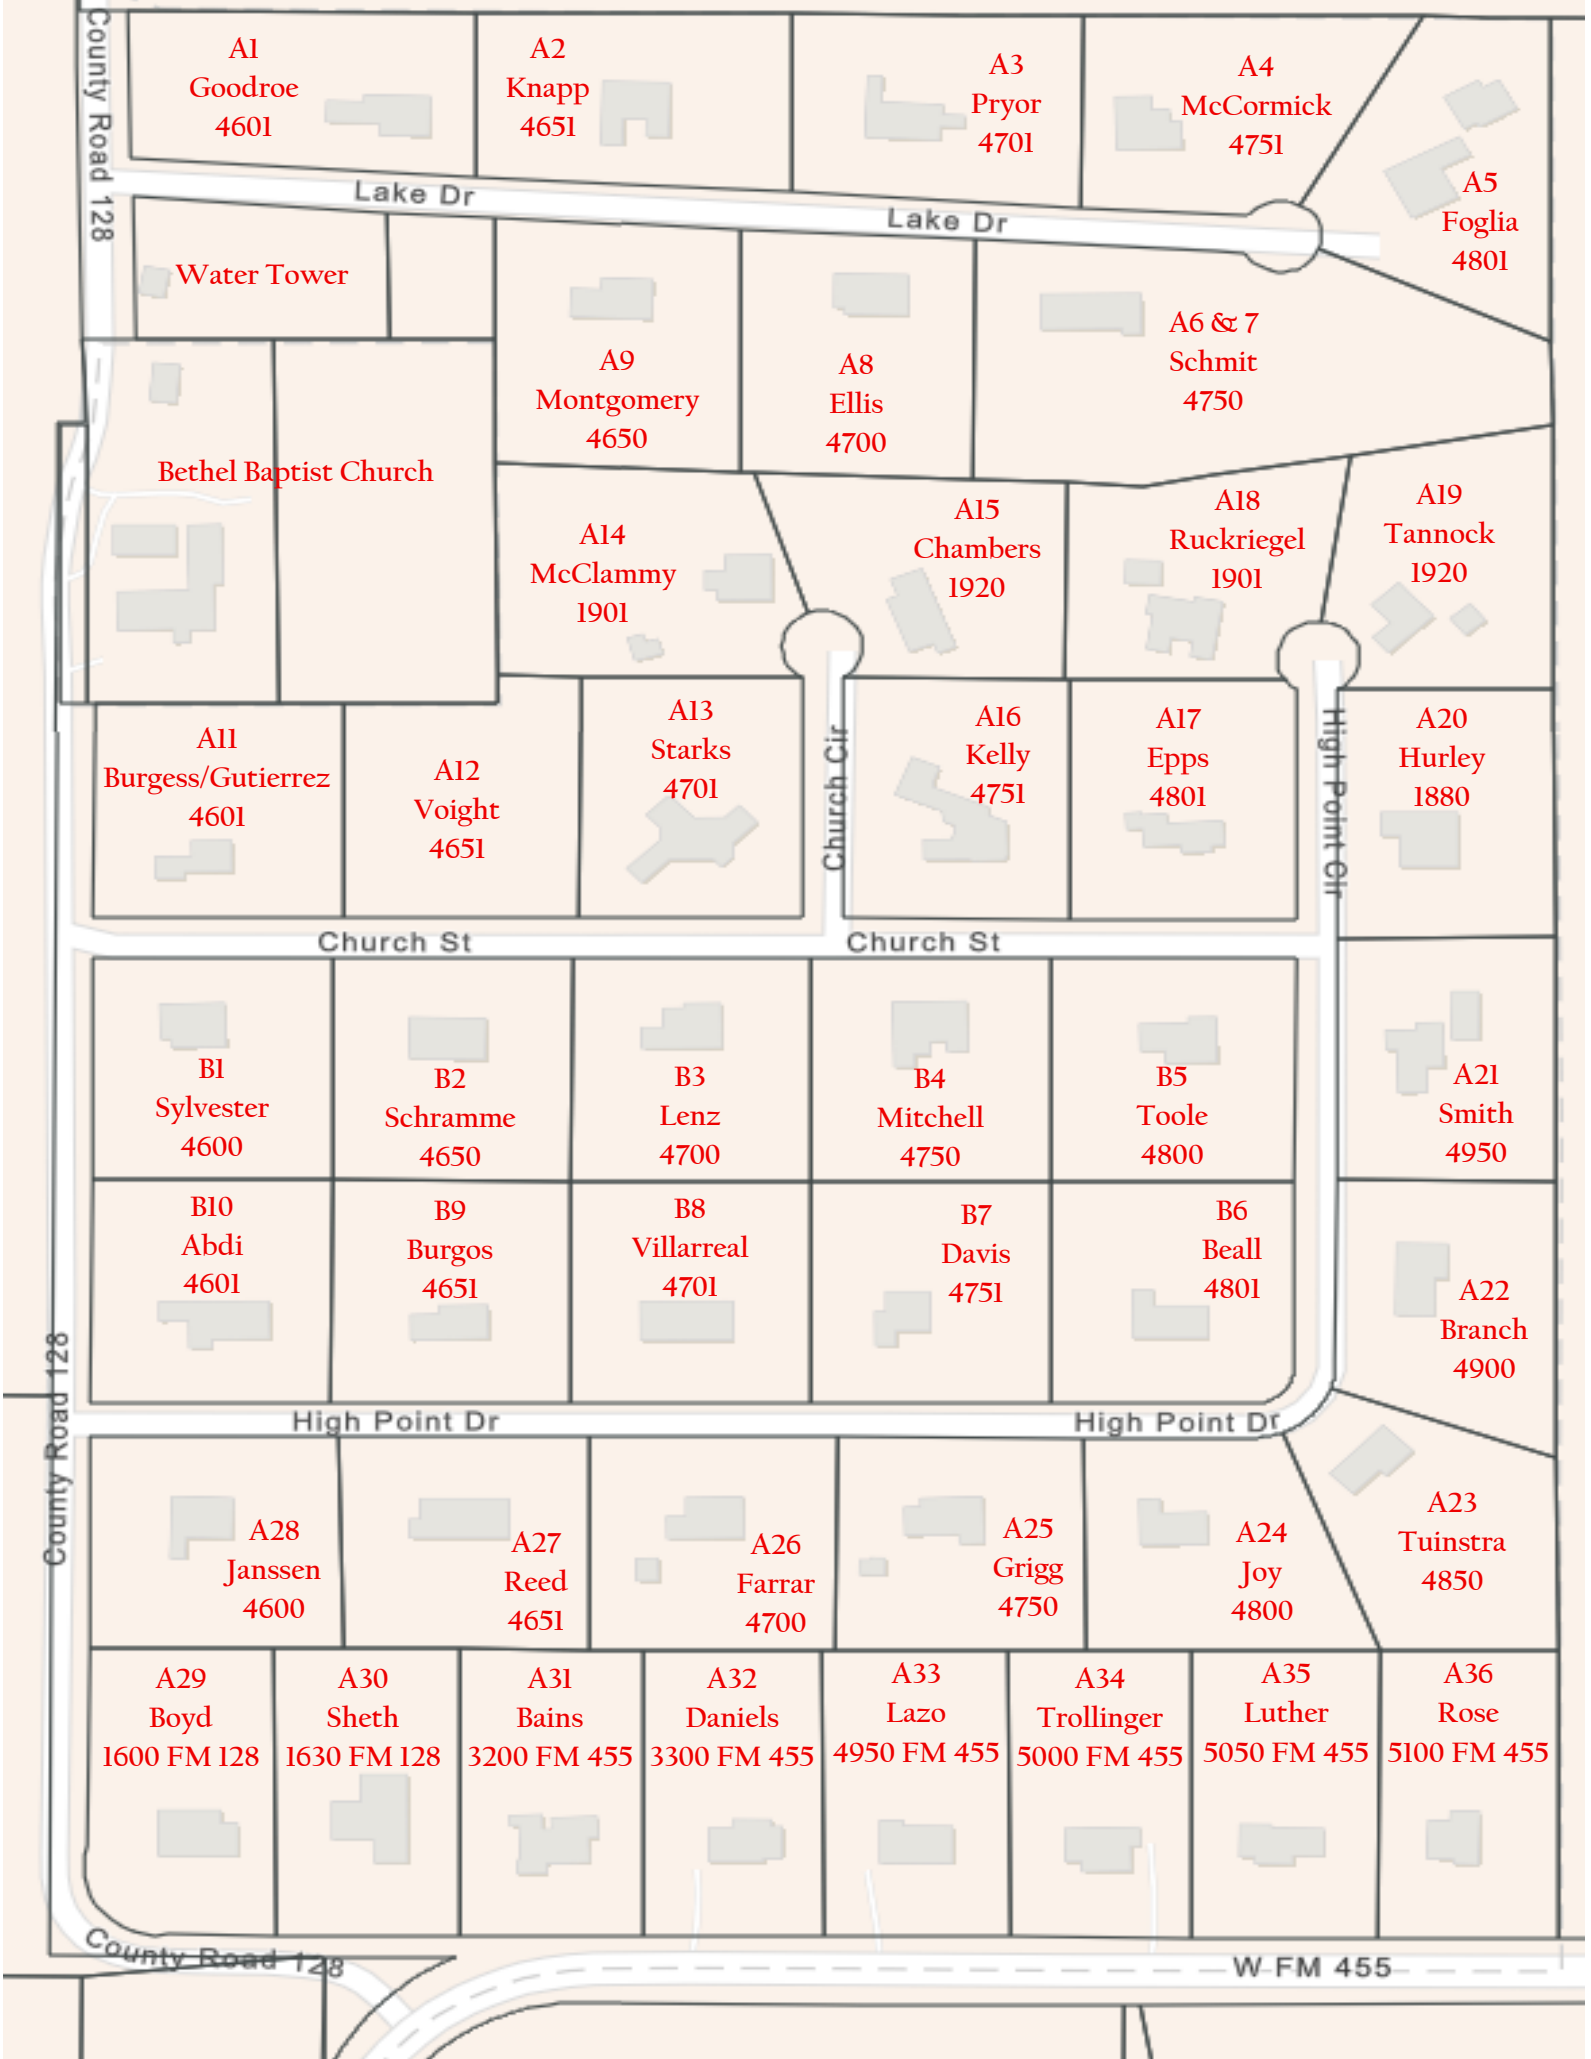 County Road 128
A1
Goodroe
4601
A2
Knapp
4651
A3
Pryor
4701
A4
McCormick
4751
A5
Foglia
4801
Lake Dr
Lake Dr
Water Tower
A9
Montgomery
4650
A8
Ellis
4700
A6 & 7
Schmit
4750
Bethel Baptist Church
A14
McClammy
1901
A15
Chambers
1920
A18
Ruckriegel
1901
A19
Tannock
1920
A11
Burgess/Gutierrez
4601
A12
Voight
4651
A13
Starks
4701
Church Cir
A16
Kelly
4751
A17
Epps
4801
High Point Cir
A20
Hurley
1880
Church St
Church St
B1
Sylvester
4600
B2
Schramme
4650
B3
Lenz
4700
B4
Mitchell
4750
B5
Toole
4800
A21
Smith
4950
B10
Abdi
4601
B9
Burgos
4651
B8
Villarreal
4701
B7
Davis
4751
B6
Beall
4801
A22
Branch
4900
County Road 128
High Point Dr
High Point Dr
A28
Janssen
4600
A27
Reed
4651
A26
Farrar
4700
A25
Grigg
4750
A24
Joy
4800
A23
Tuinstra
4850
A29
Boyd
1600 FM 128
A30
Sheth
1630 FM 128
A31
Bains
3200 FM 455
A32
Daniels
3300 FM 455
A33
Lazo
4950 FM 455
A34
Trollinger
5000 FM 455
A35
Luther
5050 FM 455
A36
Rose
5100 FM 455
County Road 128
W FM 455